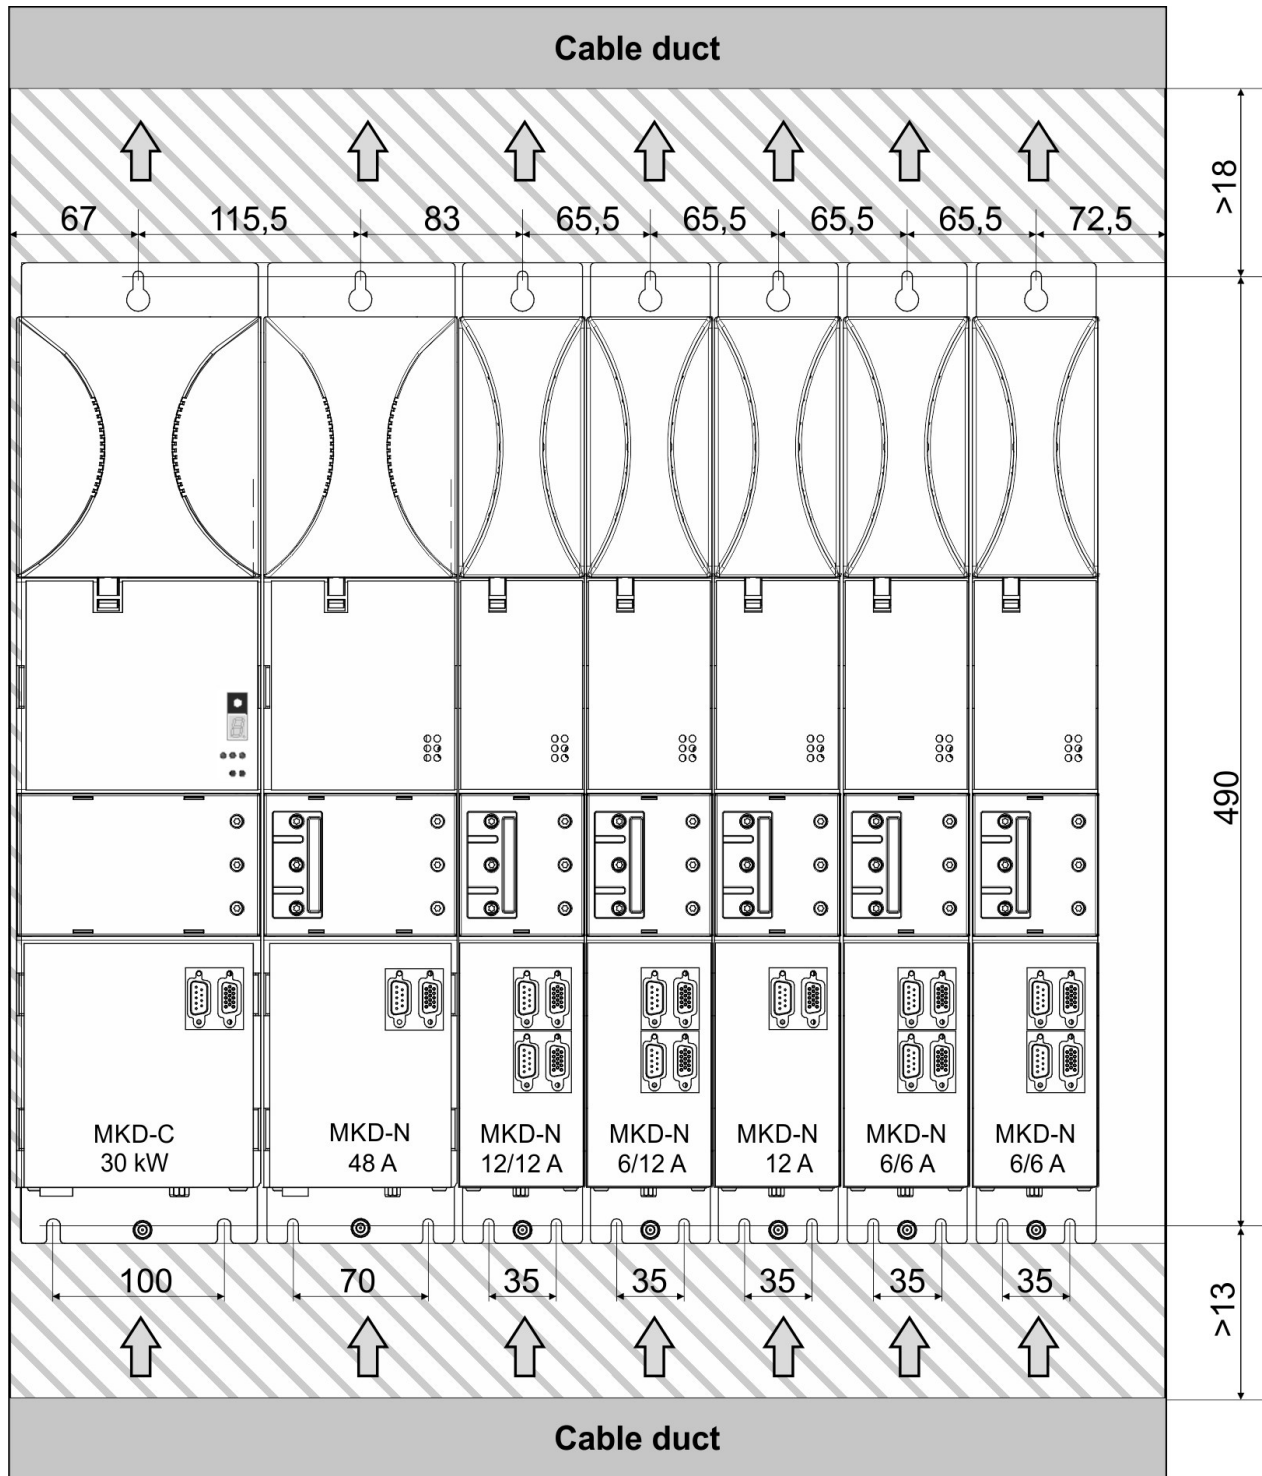 Cable duct
>18
67 115,5 83 65,5 65,5 65,5 65,5 72,5
490
MKD-C
30 kW
MKD-N
48 A
MKD-N
12/12 A
MKD-N
6/12 A
MKD-N
12 A
MKD-N
6/6 A
MKD-N
6/6 A
100 70 35 35 35 35 35
>13
Cable duct